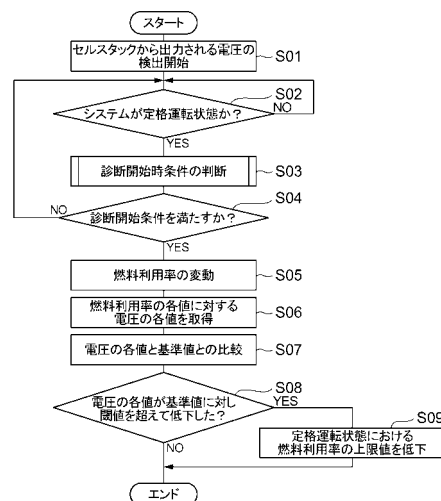 スタート
セルスタックから出力される電圧の
検出開始
S01
S02
システムが定格運転状態か?
NO
YES
診断開始時条件の判断
S03
S04
NO
診断開始条件を満たすか?
YES
燃料利用率の変動
S05
燃料利用率の各値に対する
電圧の各値を取得
S06
電圧の各値と基準値との比較
S07
S08
電圧の各値が基準値に対し
閾値を超えて低下した?
YES
S09
NO
定格運転状態における
燃料利用率の上限値を低下
エンド